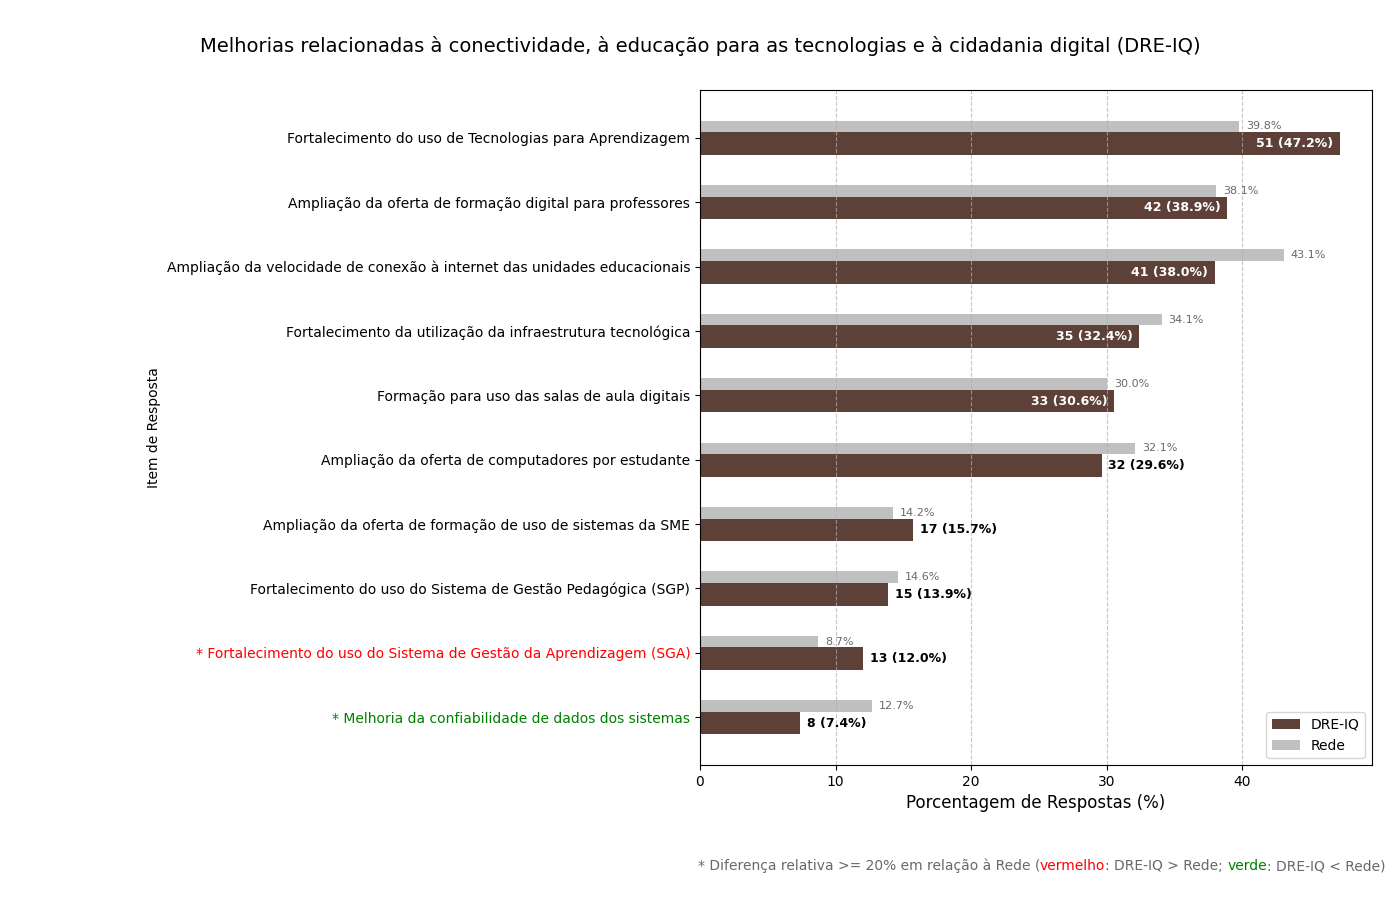 Melhorias relacionadas à conectividade, à educação para as tecnologias e à cidadania digital (DRE-IQ)
Item de Resposta
Fortalecimento do uso de Tecnologias para Aprendizagem
39.8%
51 (47.2%)
Ampliação da oferta de formação digital para professores
38.1%
42 (38.9%)
Ampliação da velocidade de conexão à internet das unidades educacionais
43.1%
41 (38.0%)
Fortalecimento da utilização da infraestrutura tecnológica
34.1%
35 (32.4%)
Formação para uso das salas de aula digitais
30.0%
33 (30.6%)
Ampliação da oferta de computadores por estudante
32.1%
32 (29.6%)
Ampliação da oferta de formação de uso de sistemas da SME
14.2%
17 (15.7%)
Fortalecimento do uso do Sistema de Gestão Pedagógica (SGP)
14.6%
15 (13.9%)
* Fortalecimento do uso do Sistema de Gestão da Aprendizagem (SGA)
8.7%
13 (12.0%)
* Melhoria da confiabilidade de dados dos sistemas
12.7%
8 (7.4%)
DRE-IQ
Rede
0 10 20 30 40
Porcentagem de Respostas (%)
* Diferença relativa >= 20% em relação à Rede (vermelho: DRE-IQ > Rede; verde: DRE-IQ < Rede)